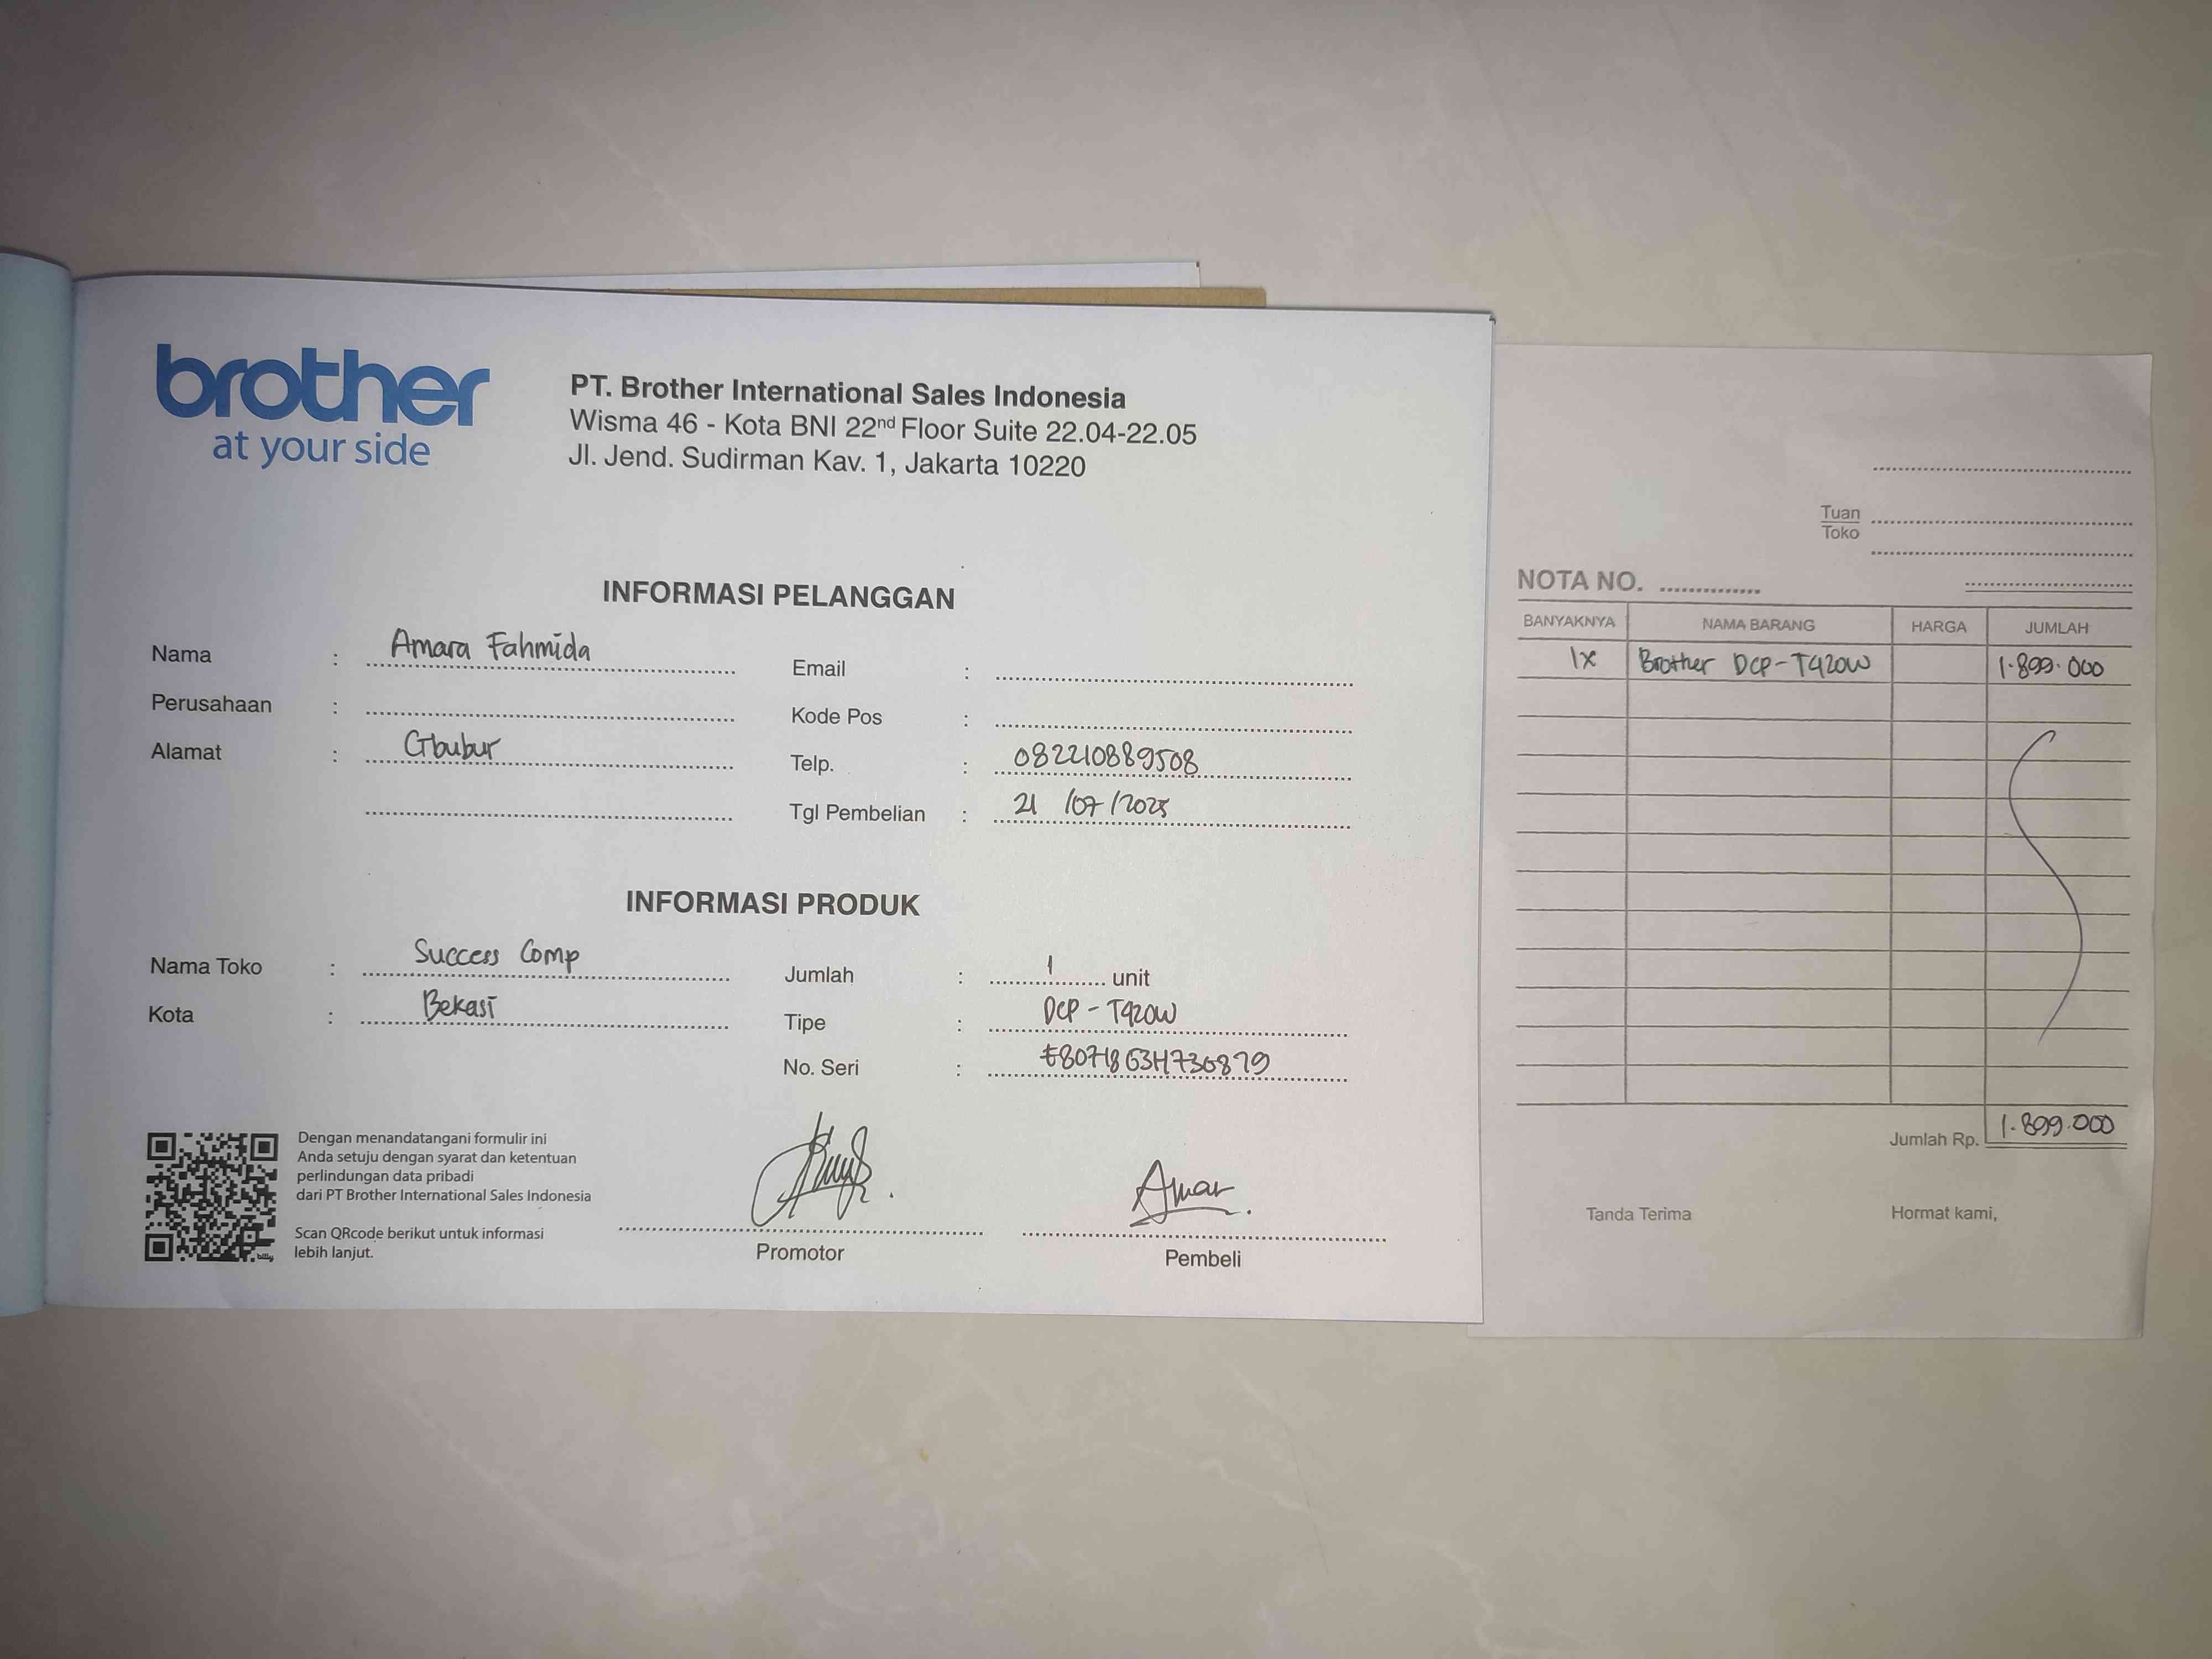 brother
at your side
PT. Brother International Sales Indonesia
Wisma 46 - Kota BNI 22nd Floor Suite 22.04-22.05
Jl. Jend. Sudirman Kav. 1, Jakarta 10220
INFORMASI PELANGGAN
Nama : Amara Fahmida
Perusahaan :
Alamat : Cibubur
Email :
Kode Pos :
Telp. : 082210889508
Tgl Pembelian : 21 /07/2025
INFORMASI PRODUK
Nama Toko : Success Comp
Kota : Bekasi
Jumlah : 1 unit
Tipe : DCP-T420W
No. Seri :
Dengan menandatangani formulir ini
Anda setuju dengan syarat dan ketentuan
perlindungan data pribadi
dari PT Brother International Sales Indonesia
Scan QRcode berikut untuk informasi
lebih lanjut.
Promotor
Amar
Pembeli
Tuan
Toko
NOTA NO.
BANYAKNYA NAMA BARANG HARGA JUMLAH
1x Brother DCP-T420W 1.899.000
Jumlah Rp. 1.899.000
Tanda Terima Hormat kami,